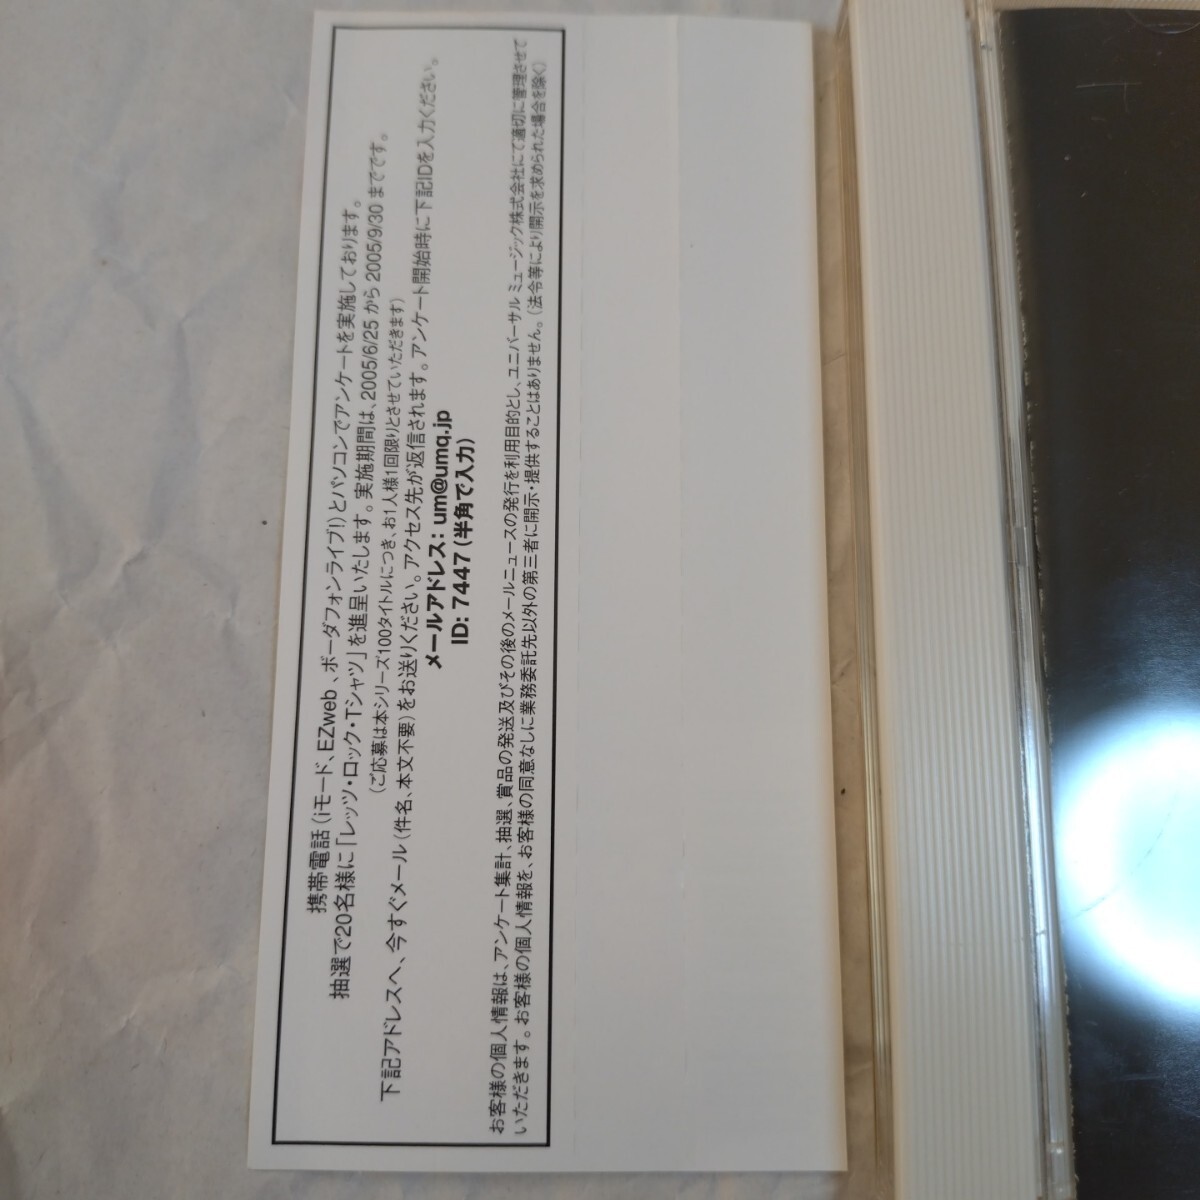 携帯電話（iモード、EZweb、ボーダフォンライブ!)とパソコンでアンケートを実施しております。
抽選で20名様に「レッツ・ロック・Tシャツ」を進呈いたします。実施期間は、2005/6/25 から 2005/9/30 までです。
（ご応募は本シリーズ100タイトルにつき、お1人様1回限りとさせていただきます）
下記アドレスへ、今すぐメール（件名、本文不要）をお送りください。アクセス先が返信されます。アンケート開始時に下記IDを入力ください。
メールアドレス: um@umq.jp
ID: 7447 (半角で入力)
お客様の個人情報は、アンケート集計、抽選、賞品の発送及びその後のメールニュースの発行を利用目的とし、ユニバーサル ミュージック株式会社にて適切に管理させて
いただきます。お客様の個人情報を、お客様の同意なしに業務委託先以外の第三者に開示・提供することはありません。（法令等により開示を求められた場合を除く）